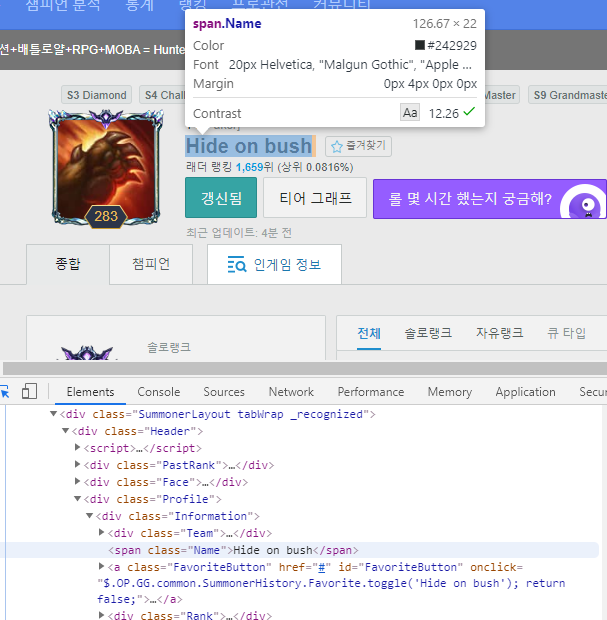 챔피언 분석 통계 랭킹 프로관전 커뮤니티
션+배틀로얄+RPG+MOBA = Hunte
span.Name 126.67 × 22
Color #242929
Font 20px Helvetica, "Malgun Gothic", "Apple ...
Margin 0px 4px 0px 0px
Contrast Aa 12.26
S3 Diamond S4 Chall Master S9 Grandmaste
Hide on bush 즐겨찾기
래더 랭킹 1,659위 (상위 0.0816%)
283
갱신됨 티어 그래프 롤 몇 시간 했는지 궁금해?
최근 업데이트: 4분 전
종합 챔피언 인게임 정보
솔로랭크
전체 솔로랭크 자유랭크 큐 타입
Elements Console Sources Network Performance Memory Application Secur
<div class="SummonerLayout tabWrap _recognized">
<div class="Header">
<script>…</script>
<div class="PastRank">…</div>
<div class="Face">…</div>
<div class="Profile">
<div class="Information">
<div class="Team">…</div>
<span class="Name">Hide on bush</span>
<a class="FavoriteButton" href="#" id="FavoriteButton" onclick=
"$.OP.GG.common.SummonerHistory.Favorite.toggle('Hide on bush'); return
false;">…</a>
<div class="Rank">…</div>